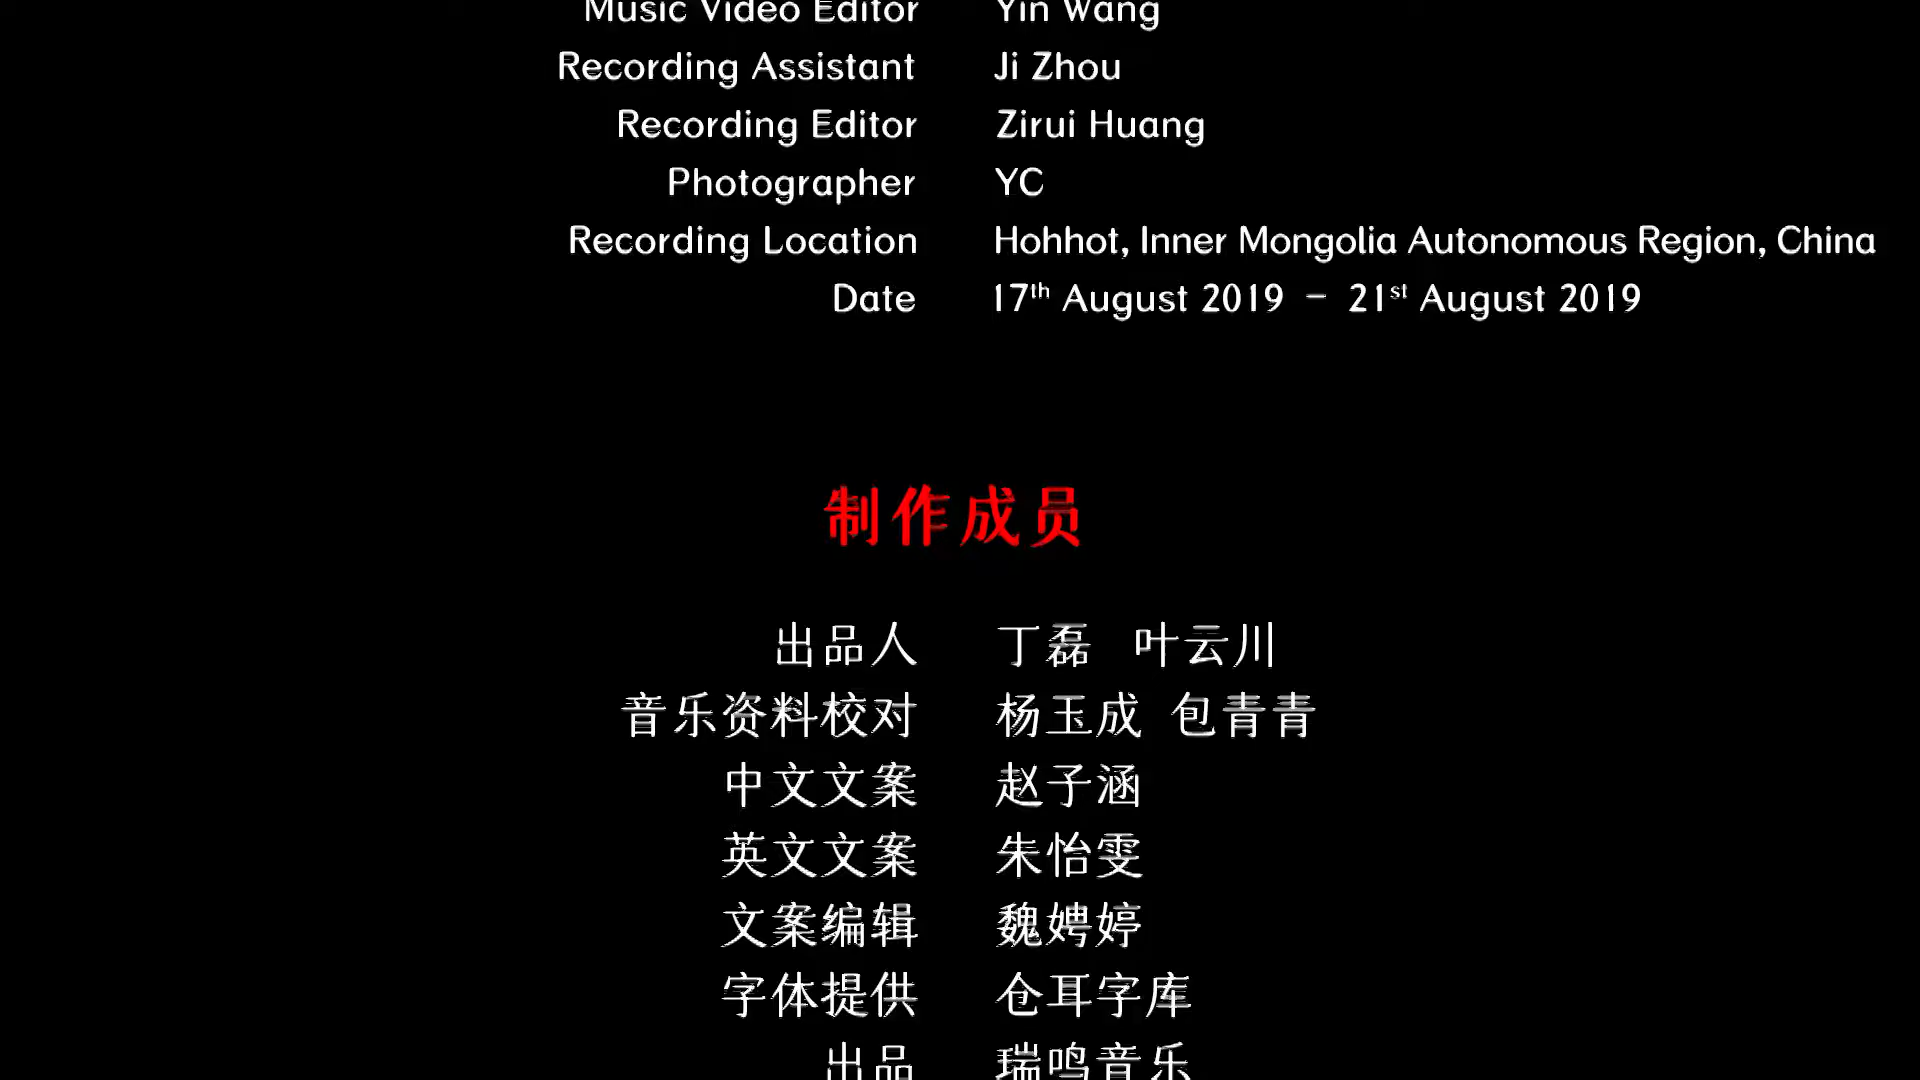 Music Video Editor Yin Wang
Recording Assistant Ji Zhou
Recording Editor Zirui Huang
Photographer YC
Recording Location Hohhot, Inner Mongolia Autonomous Region, China
Date 17th August 2019 – 21st August 2019
制作成员
出品人 丁磊 叶云川
音乐资料校对 杨玉成 包青青
中文文案 赵子涵
英文文案 朱怡雯
文案编辑 魏娉婷
字体提供 仓耳字库
出品 瑞鸣音乐